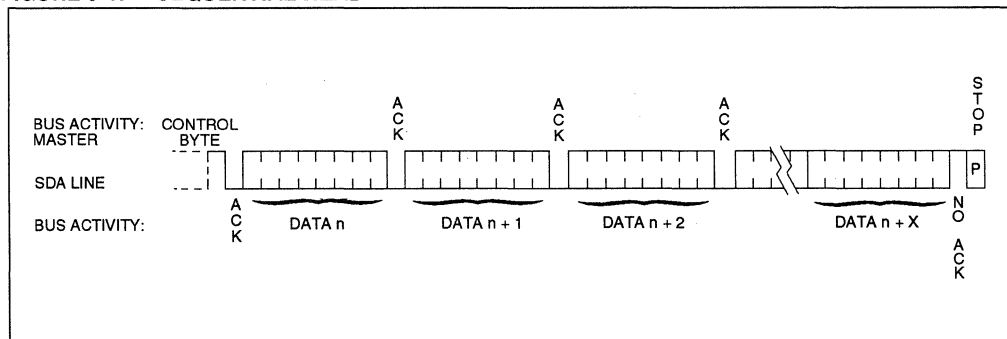 STOP
ACK
ACK
ACK
BUS ACTIVITY: CONTROL
MASTER BYTE
P
SDA LINE
ACK
NO ACK
BUS ACTIVITY: DATA n DATA n + 1 DATA n + 2 DATA n + X